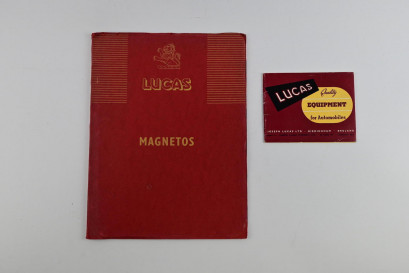 LUCAS
MAGNETOS
LUCAS
Quality
EQUIPMENT
for Automobiles
JOSEPH LUCAS LTD · BIRMINGHAM · ENGLAND